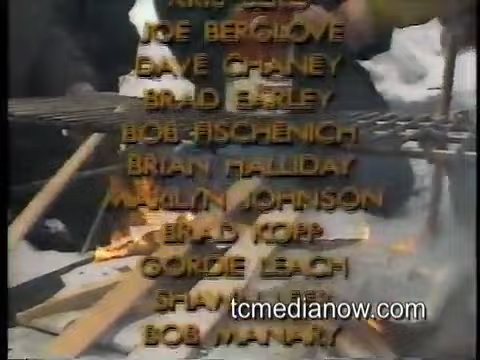 JOE BERGLOVE
DAVE CHANEY
BRAD EARLEY
BOB FISCHENICH
BRIAN HALLIDAY
MARILYN JOHNSON
BRAD KOPP
GORDIE LEACH
tcmedianow.com
BOB MANARY